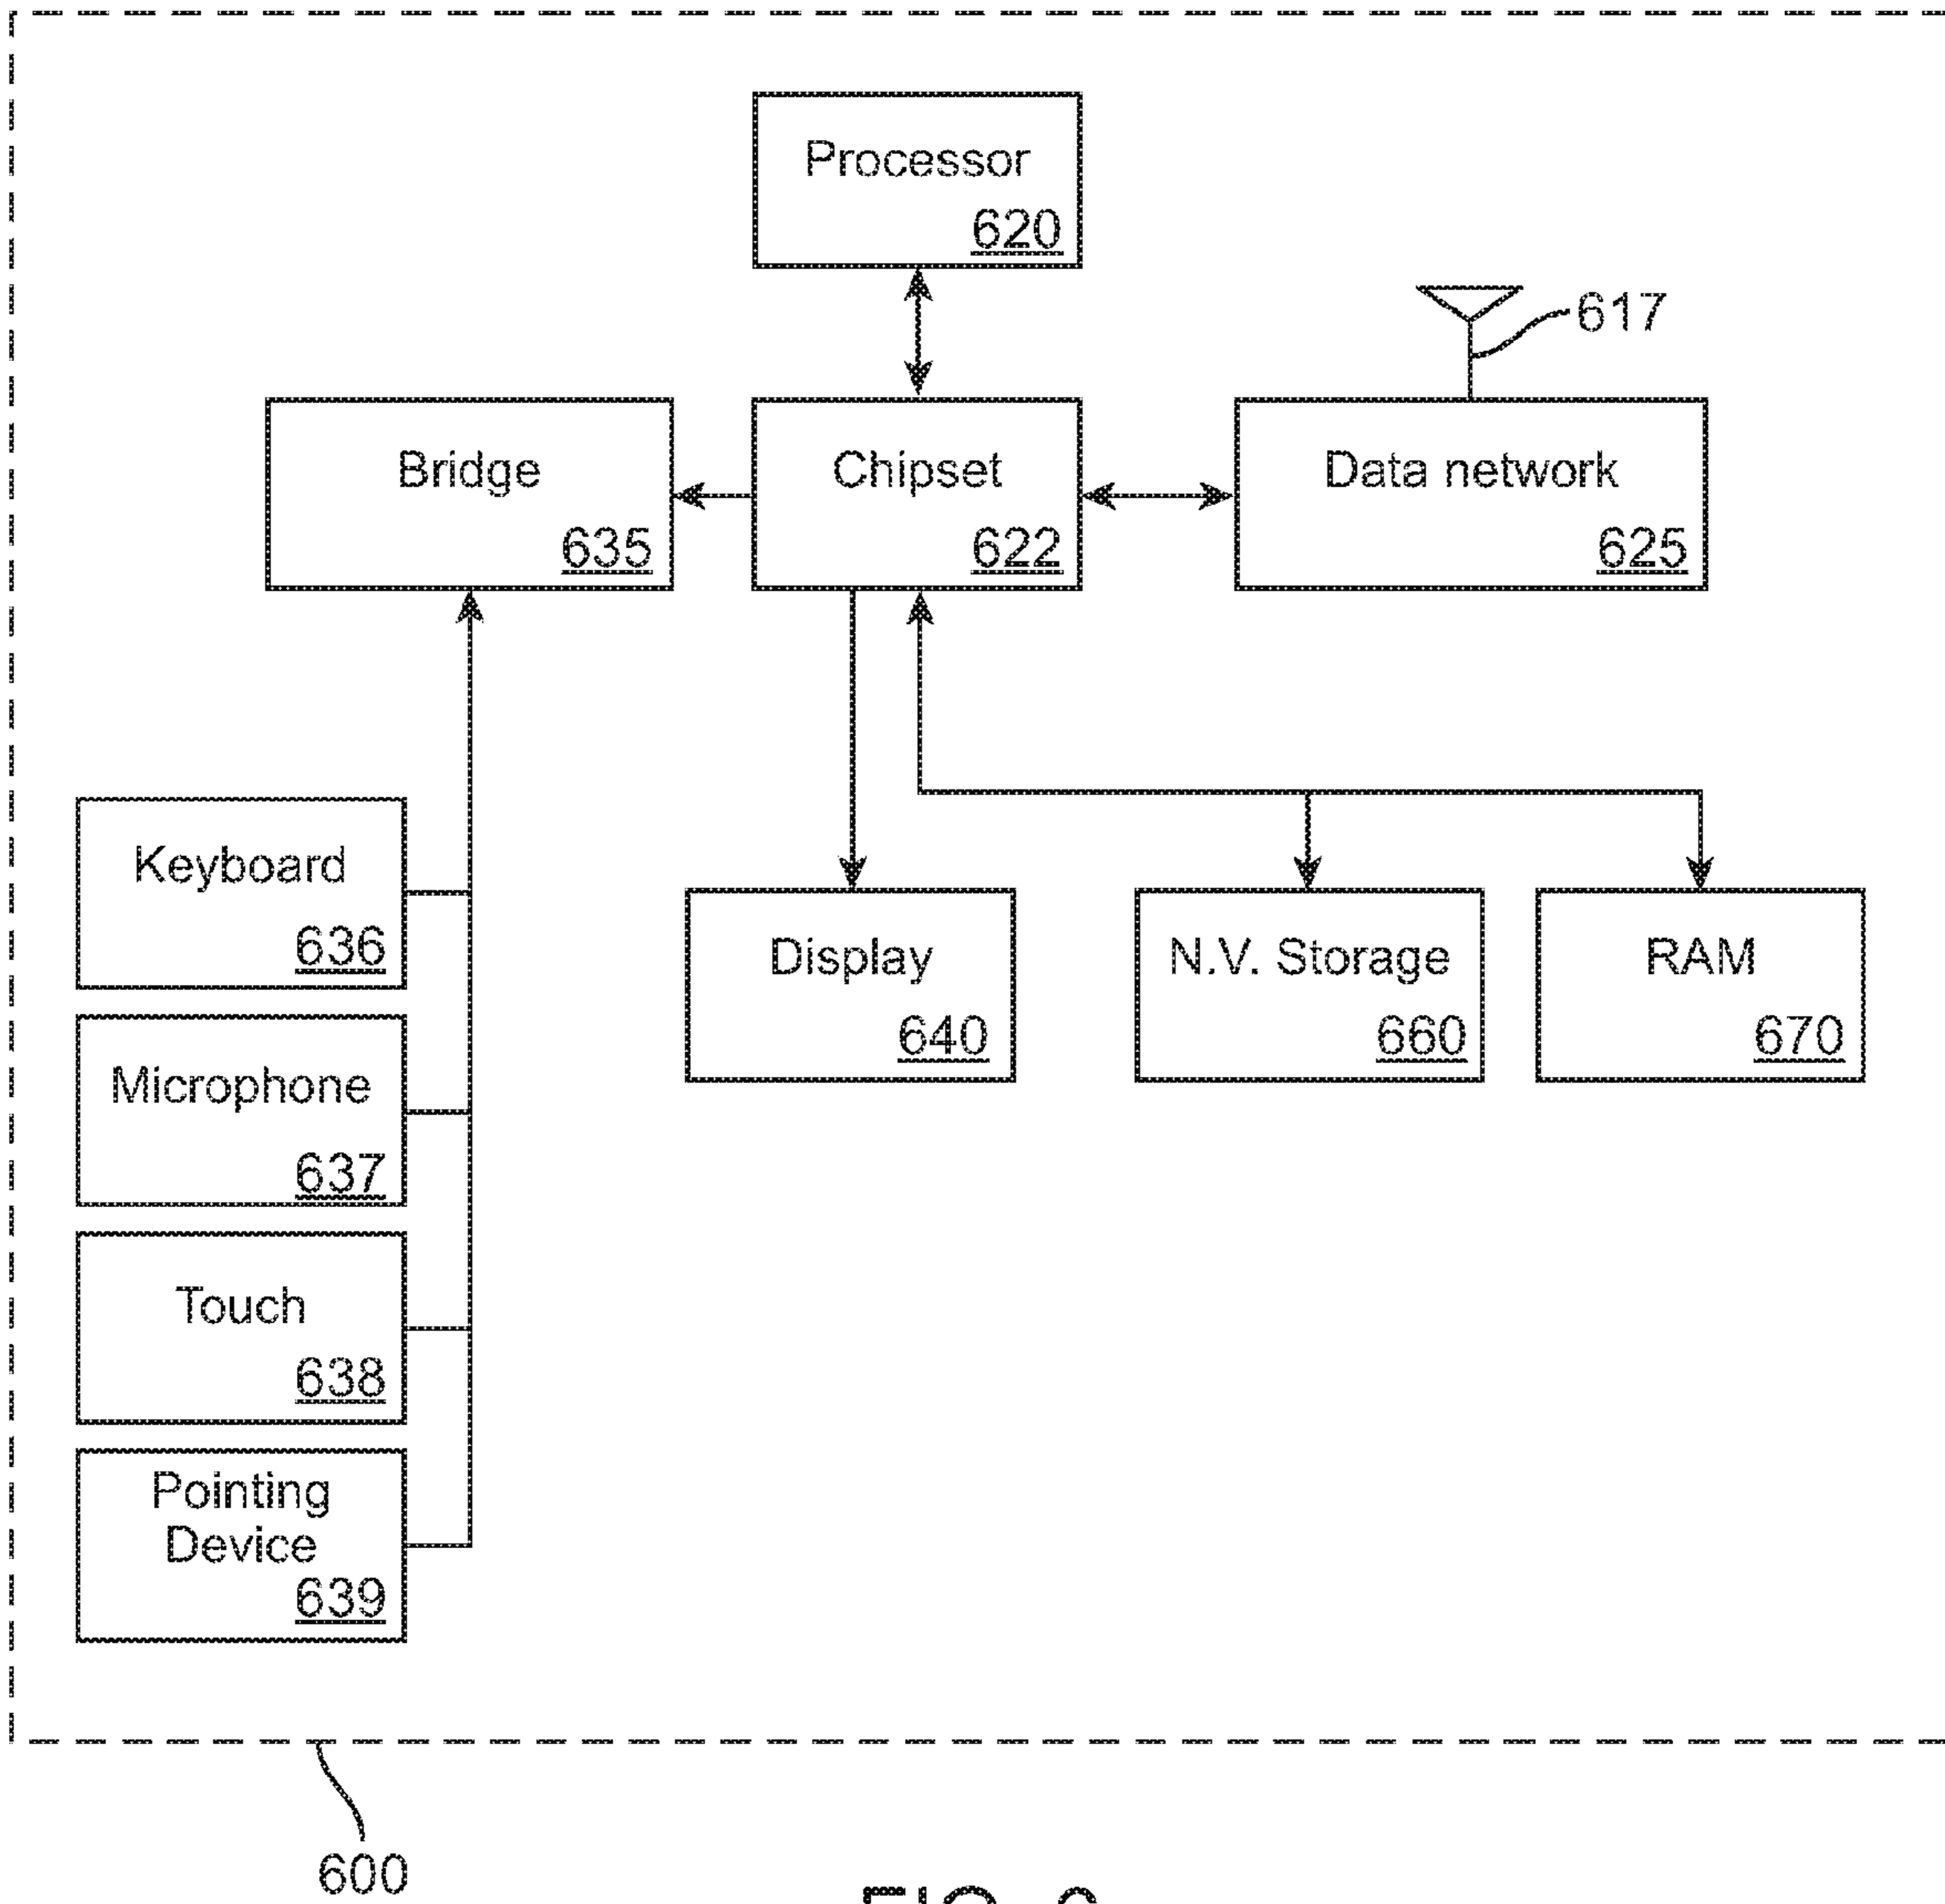 Processor
620
617
Bridge
635
Chipset
622
Data network
625
Keyboard
636
Display
640
N.V. Storage
660
RAM
670
Microphone
637
Touch
638
Pointing
Device
639
600